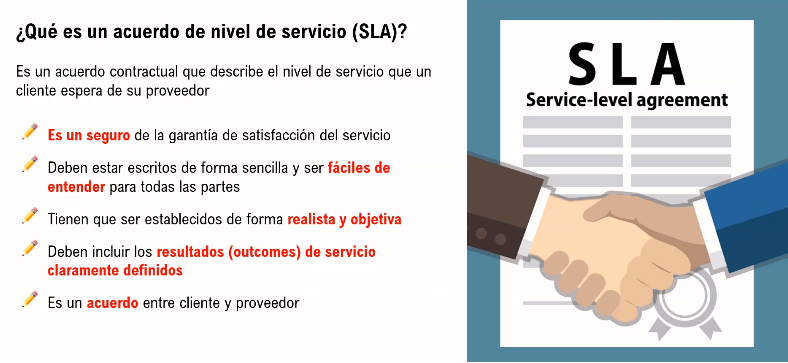 ¿Qué es un acuerdo de nivel de servicio (SLA)?
Es un acuerdo contractual que describe el nivel de servicio que un
cliente espera de su proveedor
Es un seguro de la garantía de satisfacción del servicio
Deben estar escritos de forma sencilla y ser fáciles de
entender para todas las partes
Tienen que ser establecidos de forma realista y objetiva
Deben incluir los resultados (outcomes) de servicio
claramente definidos
Es un acuerdo entre cliente y proveedor
SLA
Service-level agreement